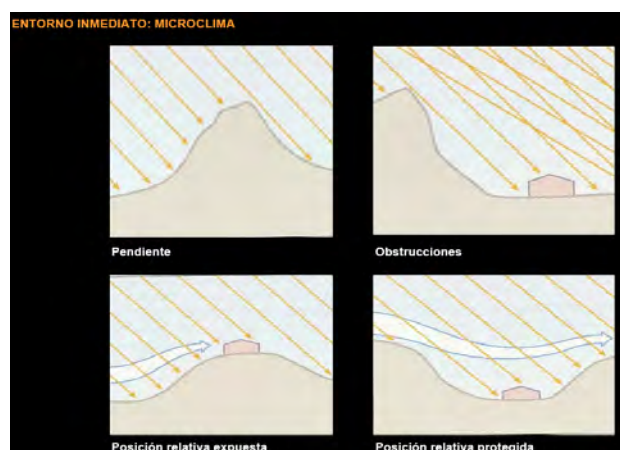 ENTORNO INMEDIATO: MICROCLIMA
Pendiente
Obstrucciones
Posición relativa expuesta
Posición relativa protegida